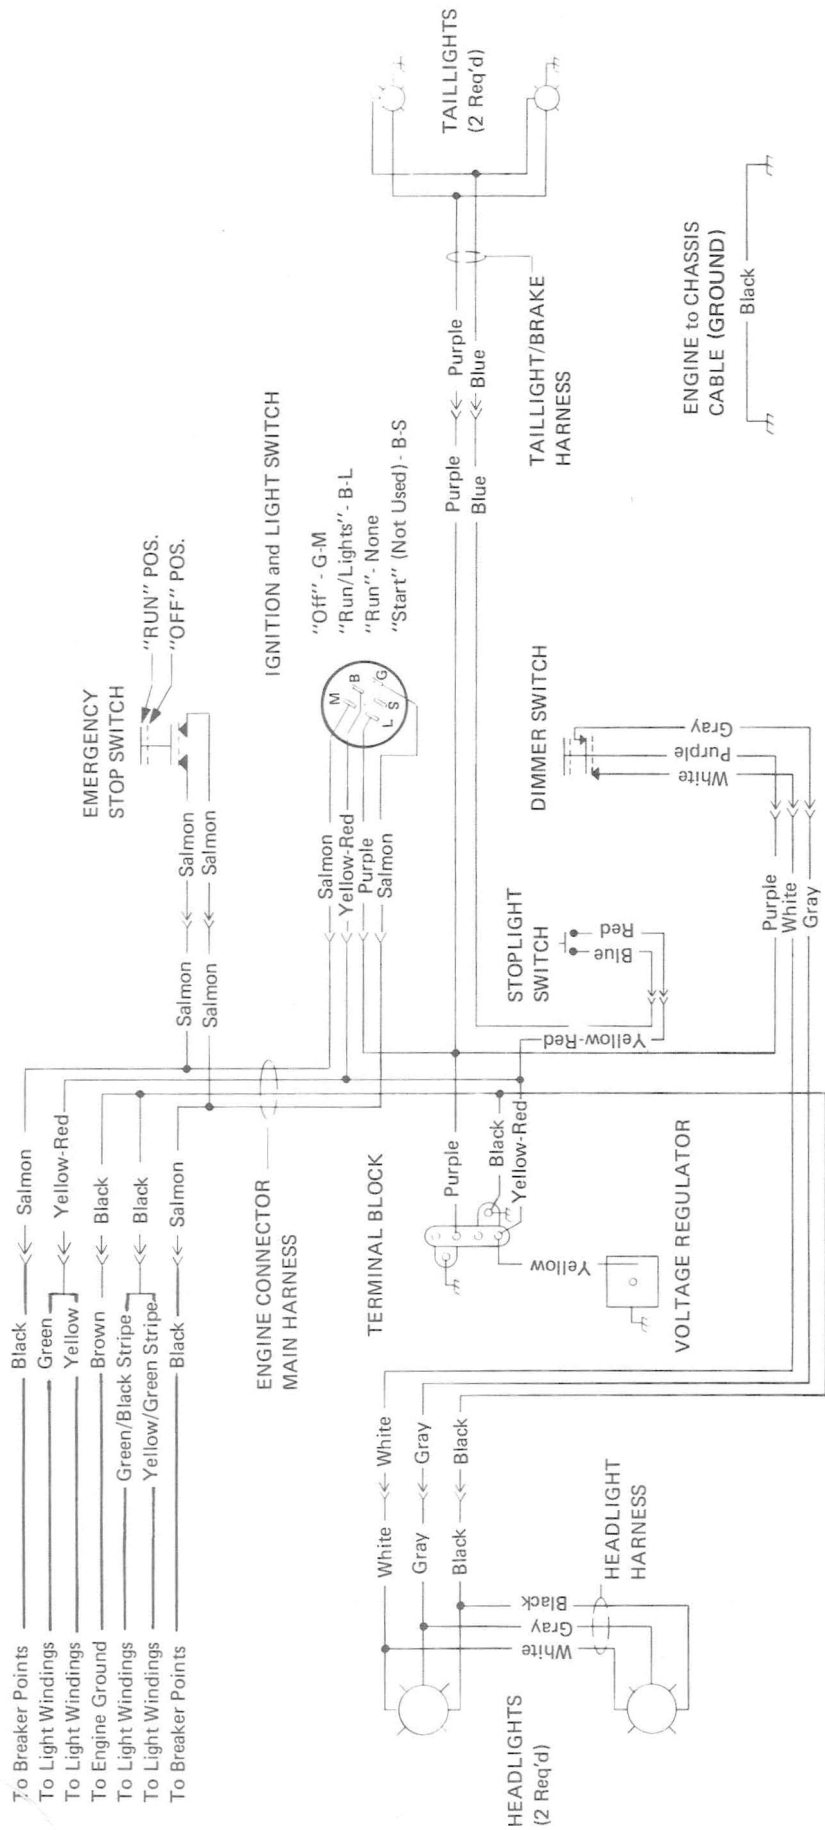 To Breaker Points
Black
Salmon
To Light Windings
Green
Yellow-Red
To Light Windings
Yellow
To Engine Ground
Brown
Black
To Light Windings
Green/Black Stripe
Black
To Light Windings
Yellow/Green Stripe
To Breaker Points
Black
Salmon
EMERGENCY
STOP SWITCH
"RUN" POS.
"OFF" POS.
Salmon
Salmon
Salmon
Salmon
ENGINE CONNECTOR
MAIN HARNESS
IGNITION and LIGHT SWITCH
"Off" - G-M
"Run/Lights" - B-L
"Run" - None
"Start" (Not Used) - B-S
Salmon
Yellow-Red
Purple
Salmon
M
B
G
L
S
TAILLIGHTS
(2 Req'd)
TERMINAL BLOCK
Purple
Black
Yellow-Red
Yellow
VOLTAGE REGULATOR
STOPLIGHT
SWITCH
Blue
Red
Yellow-Red
Purple
Purple
Blue
Blue
TAILLIGHT/BRAKE
HARNESS
DIMMER SWITCH
White
Purple
Gray
Purple
White
Gray
ENGINE to CHASSIS
CABLE (GROUND)
Black
White
White
Gray
Gray
Black
Black
HEADLIGHTS
(2 Req'd)
White
Gray
Black
HEADLIGHT
HARNESS